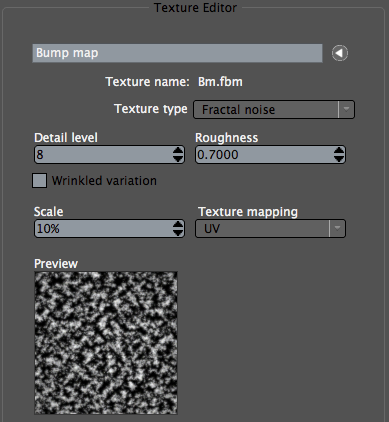 Texture Editor
Bump map
Texture name: Bm.fbm
Texture type Fractal noise
Detail level Roughness
8 0.7000
Wrinkled variation
Scale Texture mapping
10% UV
Preview